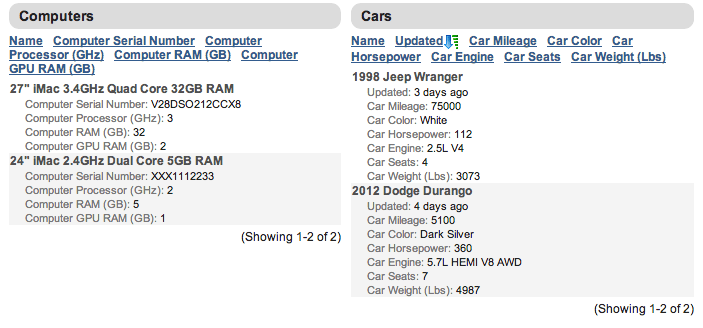 Computers
Name Computer Serial Number Computer
Processor (GHz) Computer RAM (GB) Computer
GPU RAM (GB)
27" iMac 3.4GHz Quad Core 32GB RAM
Computer Serial Number: V28DSO212CCX8
Computer Processor (GHz): 3
Computer RAM (GB): 32
Computer GPU RAM (GB): 2
24" iMac 2.4GHz Dual Core 5GB RAM
Computer Serial Number: XXX1112233
Computer Processor (GHz): 2
Computer RAM (GB): 5
Computer GPU RAM (GB): 1
(Showing 1-2 of 2)
Cars
Name Updated Car Mileage Car Color Car
Horsepower Car Engine Car Seats Car Weight (Lbs)
1998 Jeep Wranger
Updated: 3 days ago
Car Mileage: 75000
Car Color: White
Car Horsepower: 112
Car Engine: 2.5L V4
Car Seats: 4
Car Weight (Lbs): 3073
2012 Dodge Durango
Updated: 4 days ago
Car Mileage: 5100
Car Color: Dark Silver
Car Horsepower: 360
Car Engine: 5.7L HEMI V8 AWD
Car Seats: 7
Car Weight (Lbs): 4987
(Showing 1-2 of 2)